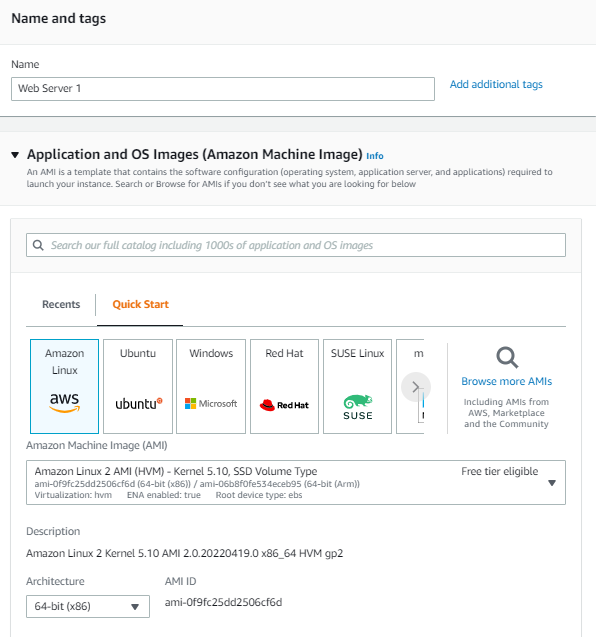 Name and tags
Name
Web Server 1
Add additional tags
Application and OS Images (Amazon Machine Image) Info
An AMI is a template that contains the software configuration (operating system, application server, and applications) required to
launch your instance. Search or Browse for AMIs if you don't see what you are looking for below
Search our full catalog including 1000s of application and OS images
Recents
Quick Start
Amazon
Linux
aws
Ubuntu
ubuntu
Windows
Microsoft
Red Hat
Red Hat
SUSE Linux
SUSE
m
Browse more AMIs
Including AMIs from
AWS, Marketplace
and the Community
Amazon Machine Image (AMI)
Amazon Linux 2 AMI (HVM) - Kernel 5.10, SSD Volume Type
Free tier eligible
ami-0f9fc25dd2506cf6d (64-bit (x86)) / ami-06b8f0fe534eceb95 (64-bit (Arm))
Virtualization: hvm ENA enabled: true Root device type: ebs
Description
Amazon Linux 2 Kernel 5.10 AMI 2.0.20220419.0 x86_64 HVM gp2
Architecture
AMI ID
64-bit (x86)
ami-0f9fc25dd2506cf6d